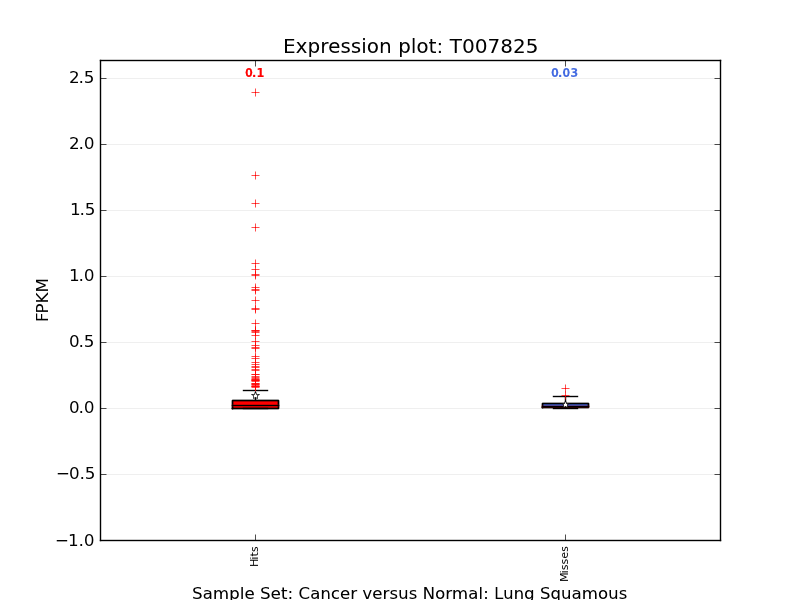 Expression plot: T007825
0.1
0.03
2.5
2.0
1.5
1.0
0.5
0.0
−0.5
−1.0
FPKM
Hits
Misses
Sample Set: Cancer versus Normal: Lung Squamous